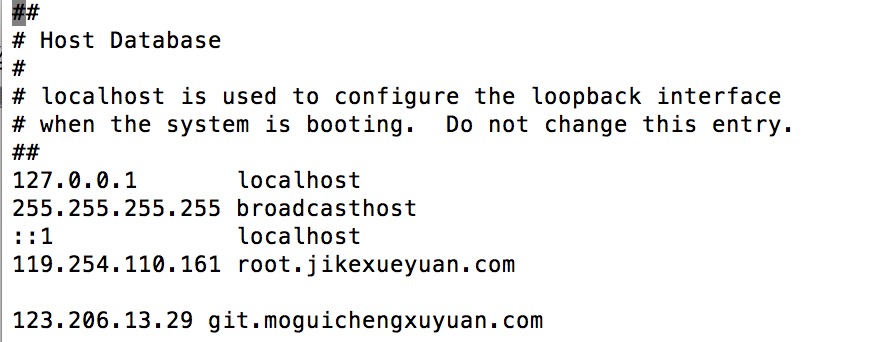 ##
# Host Database
#
# localhost is used to configure the loopback interface
# when the system is booting.  Do not change this entry.
##
127.0.0.1       localhost
255.255.255.255 broadcasthost
::1             localhost
119.254.110.161 root.jikexueyuan.com

123.206.13.29 git.moguichengxuyuan.com